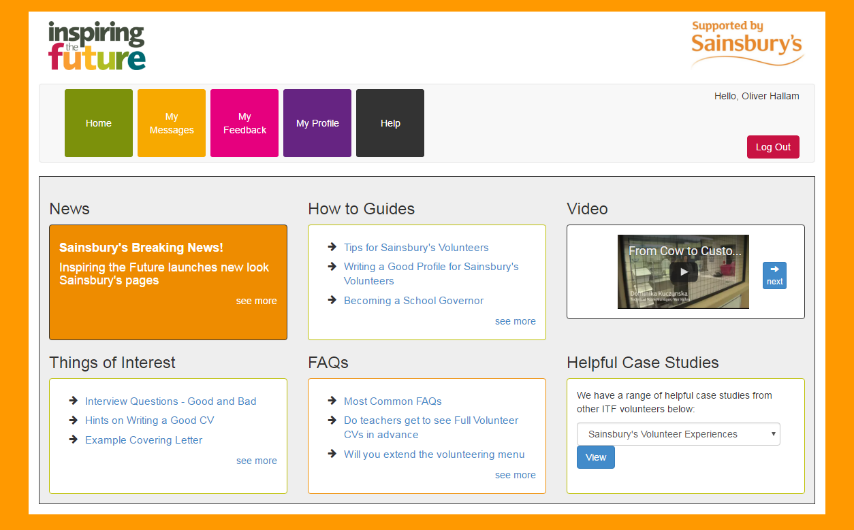 inspiring
the
future
Supported by
Sainsbury's
Home
My
Messages
My
Feedback
My Profile
Help
Hello, Oliver Hallam
Log Out
News
Sainsbury's Breaking News!
Inspiring the Future launches new look
Sainsbury's pages
see more
How to Guides
Tips for Sainsbury's Volunteers
Writing a Good Profile for Sainsbury's
Volunteers
Becoming a School Governor
see more
Video
From Cow to Custo...
next
Things of Interest
Interview Questions - Good and Bad
Hints on Writing a Good CV
Example Covering Letter
see more
FAQs
Most Common FAQs
Do teachers get to see Full Volunteer
CVs in advance
Will you extend the volunteering menu
see more
Helpful Case Studies
We have a range of helpful case studies from
other ITF volunteers below:
Sainsbury's Volunteer Experiences
View